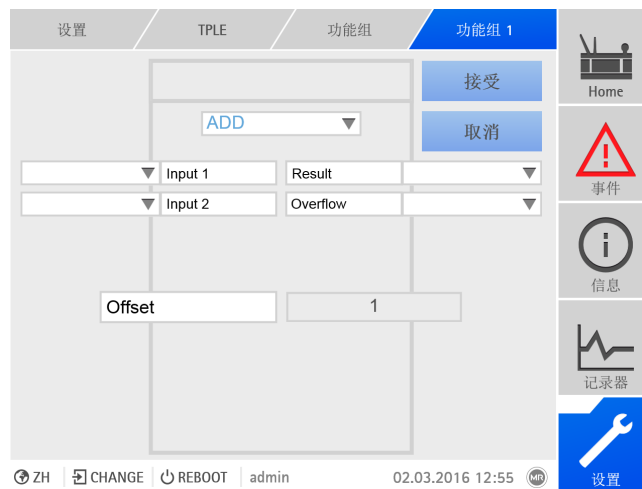 设置 TPLE 功能组 功能组 1
接受
Home
ADD
取消
Input 1 Result
事件
Input 2 Overflow
信息
Offset 1
记录器
ZH CHANGE REBOOT admin 02.03.2016 12:55 MR
设置